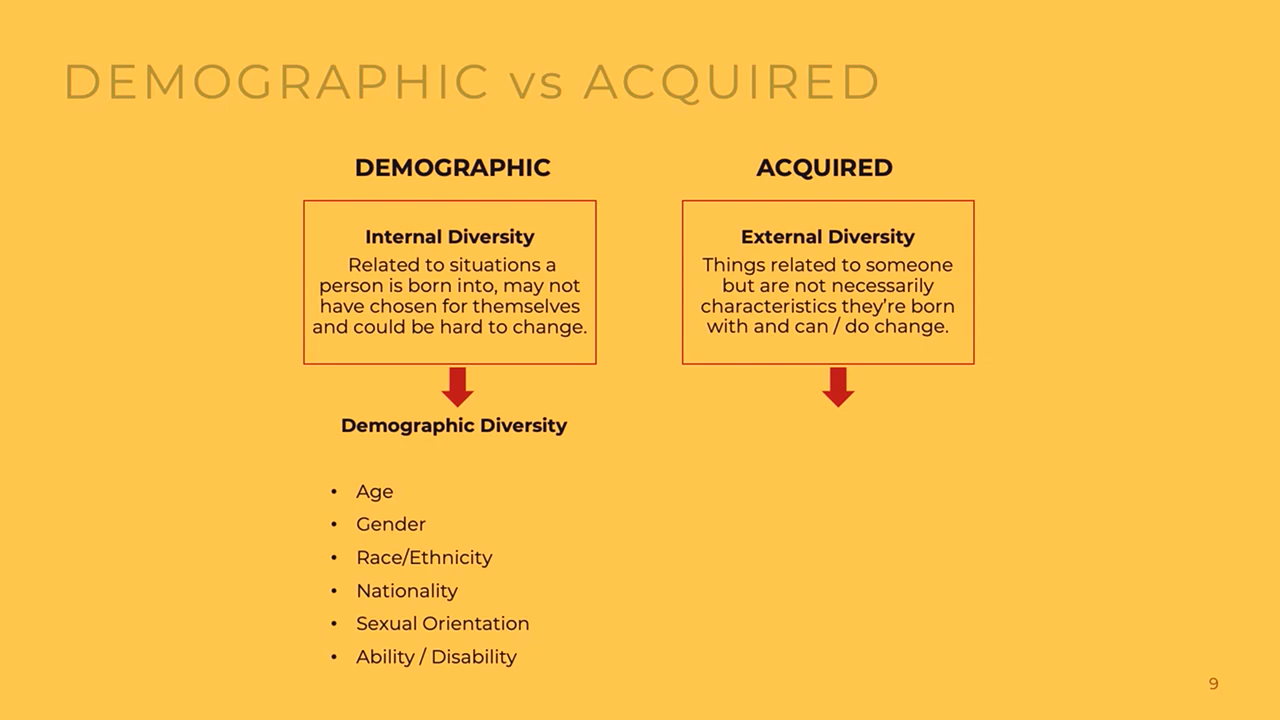 DEMOGRAPHIC vs ACQUIRED
DEMOGRAPHIC
Internal Diversity
Related to situations a
person is born into, may not
have chosen for themselves
and could be hard to change.
Demographic Diversity
• Age
• Gender
• Race/Ethnicity
• Nationality
• Sexual Orientation
• Ability / Disability
ACQUIRED
External Diversity
Things related to someone
but are not necessarily
characteristics they’re born
with and can / do change.
9